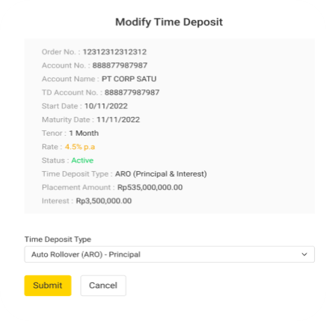 Modify Time Deposit
Order No. : 12312312312312
Account No. : 888877987987
Account Name : PT CORP SATU
TD Account No. : 888877987987
Start Date : 10/11/2022
Maturity Date : 11/11/2022
Tenor : 1 Month
Rate : 4.5% p.a
Status : Active
Time Deposit Type : ARO (Principal & Interest)
Placement Amount : Rp535,000,000.00
Interest : Rp3,500,000.00
Time Deposit Type
Auto Rollover (ARO) - Principal
Submit Cancel